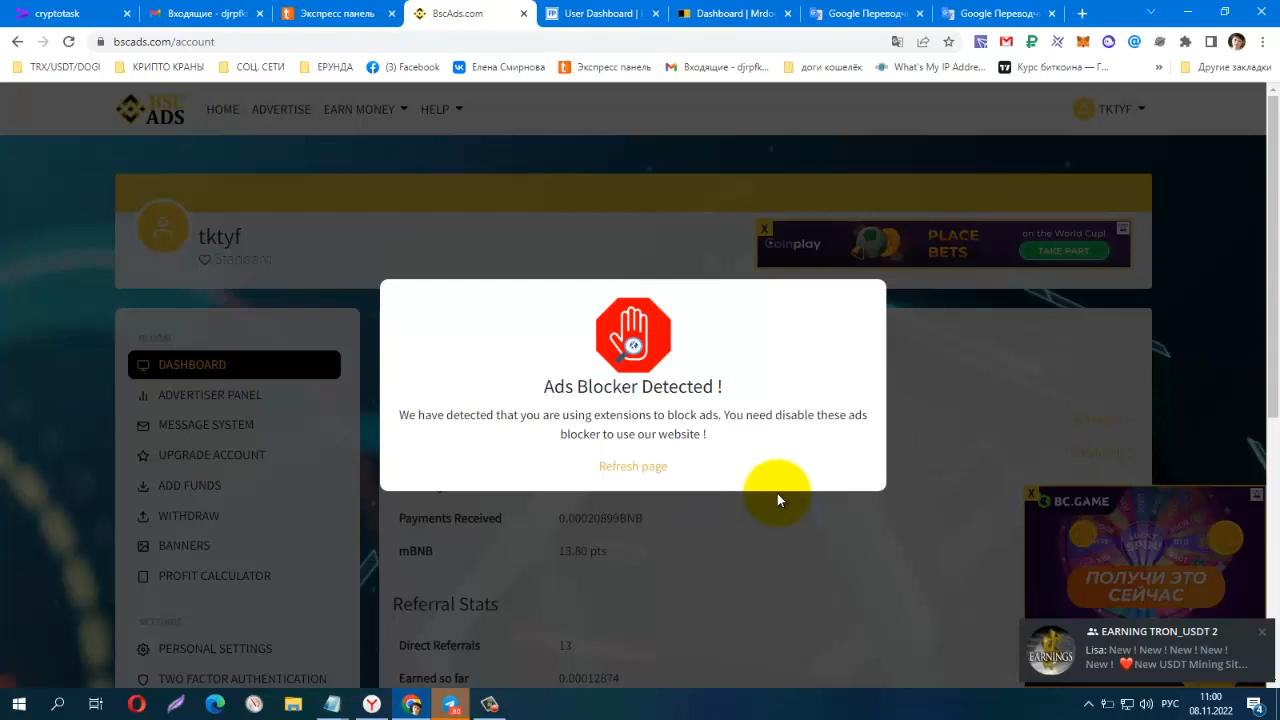 cryptotask
Входящие - djrpfk
Экспресс панель
BscAds.com
User Dashboard |
Dashboard | Mrdo
Google Переводч
Google Переводч
bscads.com/account
TRX/USDT/DOGI
КРИПТО КРАНЫ
СОЦ. СЕТИ
ЕРУНДА
(3) Facebook
Елена Смирнова
Экспресс панель
Входящие - djrpfk...
доги кошелёк
What's My IP Addre...
Курс биткоина — Г...
»
Другие закладки
BSC
ADS
HOME
ADVERTISE
EARN MONEY
HELP
TKTYF
tktyf
Standard
X
Coinplay
PLACE
BETS
on the World Cup!
TAKE PART
Ads Blocker Detected !
We have detected that you are using extensions to block ads. You need disable these ads
blocker to use our website !
Refresh page
DASHBOARD
ADVERTISER PANEL
MESSAGE SYSTEM
UPGRADE ACCOUNT
ADD FUNDS
WITHDRAW
BANNERS
PROFIT CALCULATOR
PERSONAL SETTINGS
TWO FACTOR AUTHENTICATION
Payments Received 0.00020899BNB
mBNB 13.80 pts
Referral Stats
Direct Referrals 13
Earned so far 0.00012874
X
BC.GAME
LUCKY
SPIN!
ПОЛУЧИ ЭТО
СЕЙЧАС
EARNING TRON_USDT 2
Lisa: New ! New ! New ! New !
New ! ❤️New USDT Mining Sit...
EARNINGS
РУС
11:00
08.11.2022
4